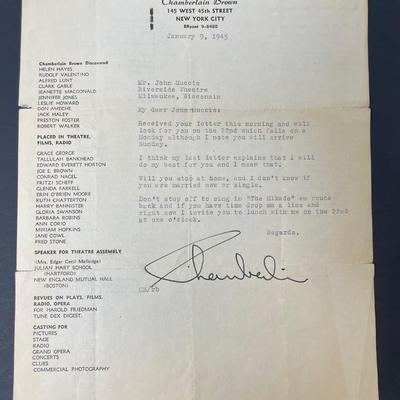 Chamberlain Brown
145 WEST 45th STREET
NEW YORK CITY
BRyant 9-8480
January 9, 1945
Chamberlain Brown Discovered
HELEN HAYES
RUDOLF VALENTINO
ALFRED LUNT
CLARK GABLE
JEANETTE MACDONALD
JENNIFER JONES
LESLIE HOWARD
DON AMECHE
JACK HALEY
PRESTON FOSTER
ROBERT WALKER
PLACED IN THEATRE,
FILMS, RADIO
GRACE GEORGE
TALLULAH BANKHEAD
EDWARD EVERETT HORTON
JOE E. BROWN
CONRAD NAGEL
FRITZI SCHEFF
GLENDA FARRELL
ERIN O'BRIEN MOORE
RUTH CHATTERTON
HARRY BANNISTER
GLORIA SWANSON
BARBARA ROBINS
ANN CORIO
MIRIAM HOPKINS
JANE COWL
FRED STONE
SPEAKER FOR THEATRE ASSEMBLY
(Mrs. Edgar Cecil Melledge)
JULIAN HART SCHOOL
(HARTFORD)
NEW ENGLAND MUTUAL HALL
(BOSTON)
REVUES ON PLAYS, FILMS,
RADIO, OPERA
FOR HAROLD FRIEDMAN
TUNE DEX DIGEST.
CASTING FOR
PICTURES
STAGE
RADIO
GRAND OPERA
CONCERTS
CLUBS
COMMERCIAL PHOTOGRAPHY
Mr. John Muccio
Riverside Theatre
Milwaukee, Wisconsin
My dear John Muccio:
Received your letter this morning and will
look for you on the 22nd which falls on a
Monday although I note you will arrive
Sunday.
I think my last letter explains that I will
do my best for you and I mean that.
Will you stop at home, and I don't know if
you are married now or single.
Don't stop off to sing in "The Mikado" en route
back and if you have time drop me a line and
right now I invite you to lunch with me on the 22nd
at one o'clock.
Regards,
Chamberlain
CB/rb